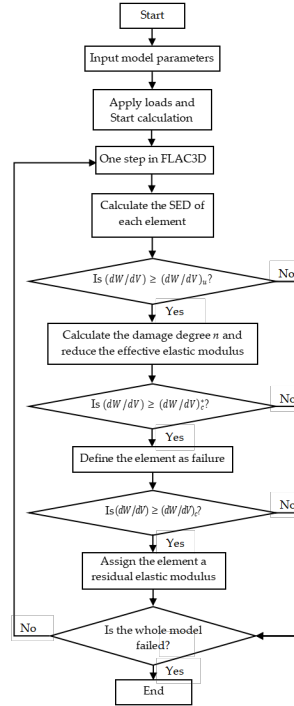 Start
Input model parameters
Apply loads and
Start calculation
One step in FLAC3D
Calculate the SED of
each element
Is (dW/dV) ≥ (dW/dV)u?
No
Yes
Calculate the damage degree n and
reduce the effective elastic modulus
Is (dW/dV) ≥ (dW/dV)*c?
No
Yes
Define the element as failure
Is(dW/dV) ≥ (dW/dV)c?
No
Yes
Assign the element a
residual elastic modulus
No
Is the whole model
failed?
Yes
End